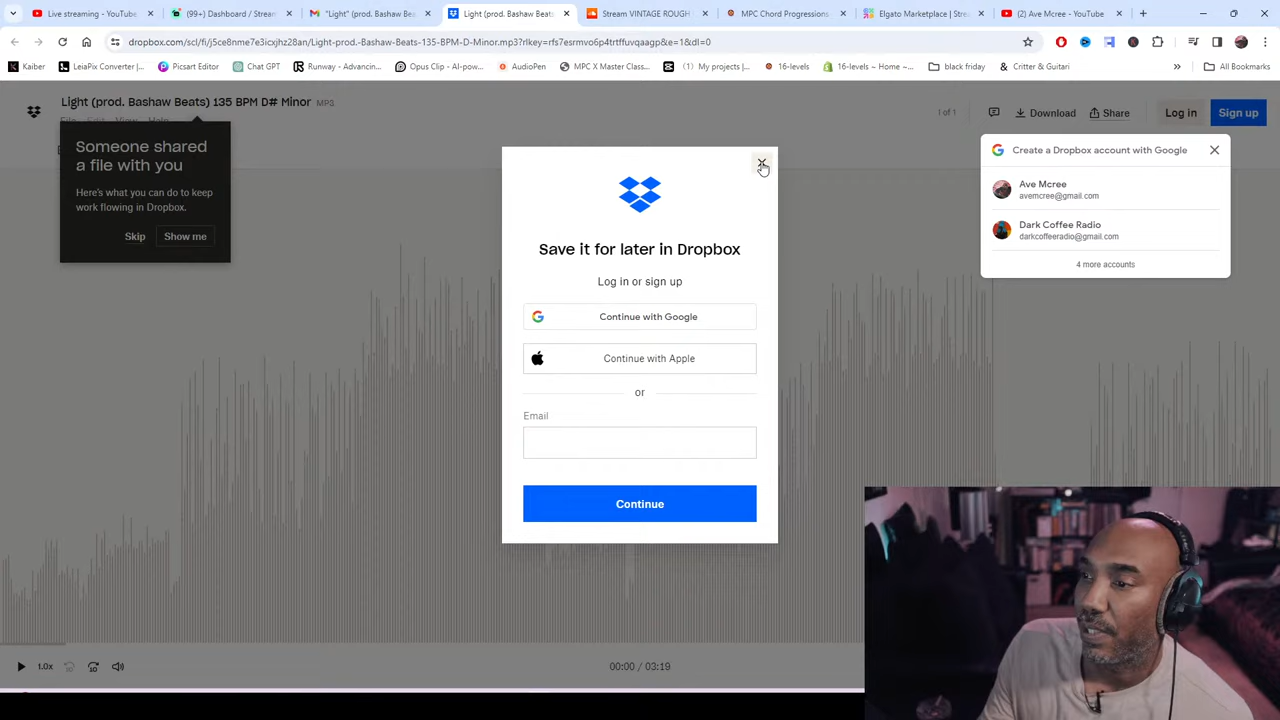 Live streaming - YouTube
(99+) Dashboard / Stream
"Light" (prod. Bashaw Beats
Light (prod. Bashaw Beats
Stream VINTAGE ROUGH
MPC Chord Progressions
Elgato Marketplace | Stre
(2) Ave Mcree - YouTube
dropbox.com/scl/fi/j5ce8nme7e3icxjhz28an/Light-prod.-Bashaw-Beats-135-BPM-D-Minor.mp3?rlkey=rfs7esrmvo6p4trtffuvqaagp&e=1&dl=0
Kaiber
LeiaPix Converter |...
Picsart Editor
Chat GPT
Runway - Advancin...
Opus Clip - AI-pow...
AudioPen
MPC X Master Class...
(1) My projects |...
16-levels
16-levels ~ Home ~...
black friday
Critter & Guitari
»
All Bookmarks
Light (prod. Bashaw Beats) 135 BPM D# Minor MP3
File Edit View Help
1 of 1
Download
Share
Log in
Sign up
Someone shared
a file with you
Here's what you can do to keep
work flowing in Dropbox.
Skip
Show me
Save it for later in Dropbox
Log in or sign up
Continue with Google
Continue with Apple
or
Email
Continue
Create a Dropbox account with Google
Ave Mcree
avemcree@gmail.com
Dark Coffee Radio
darkcoffeeradio@gmail.com
4 more accounts
1.0x
00:00 / 03:19